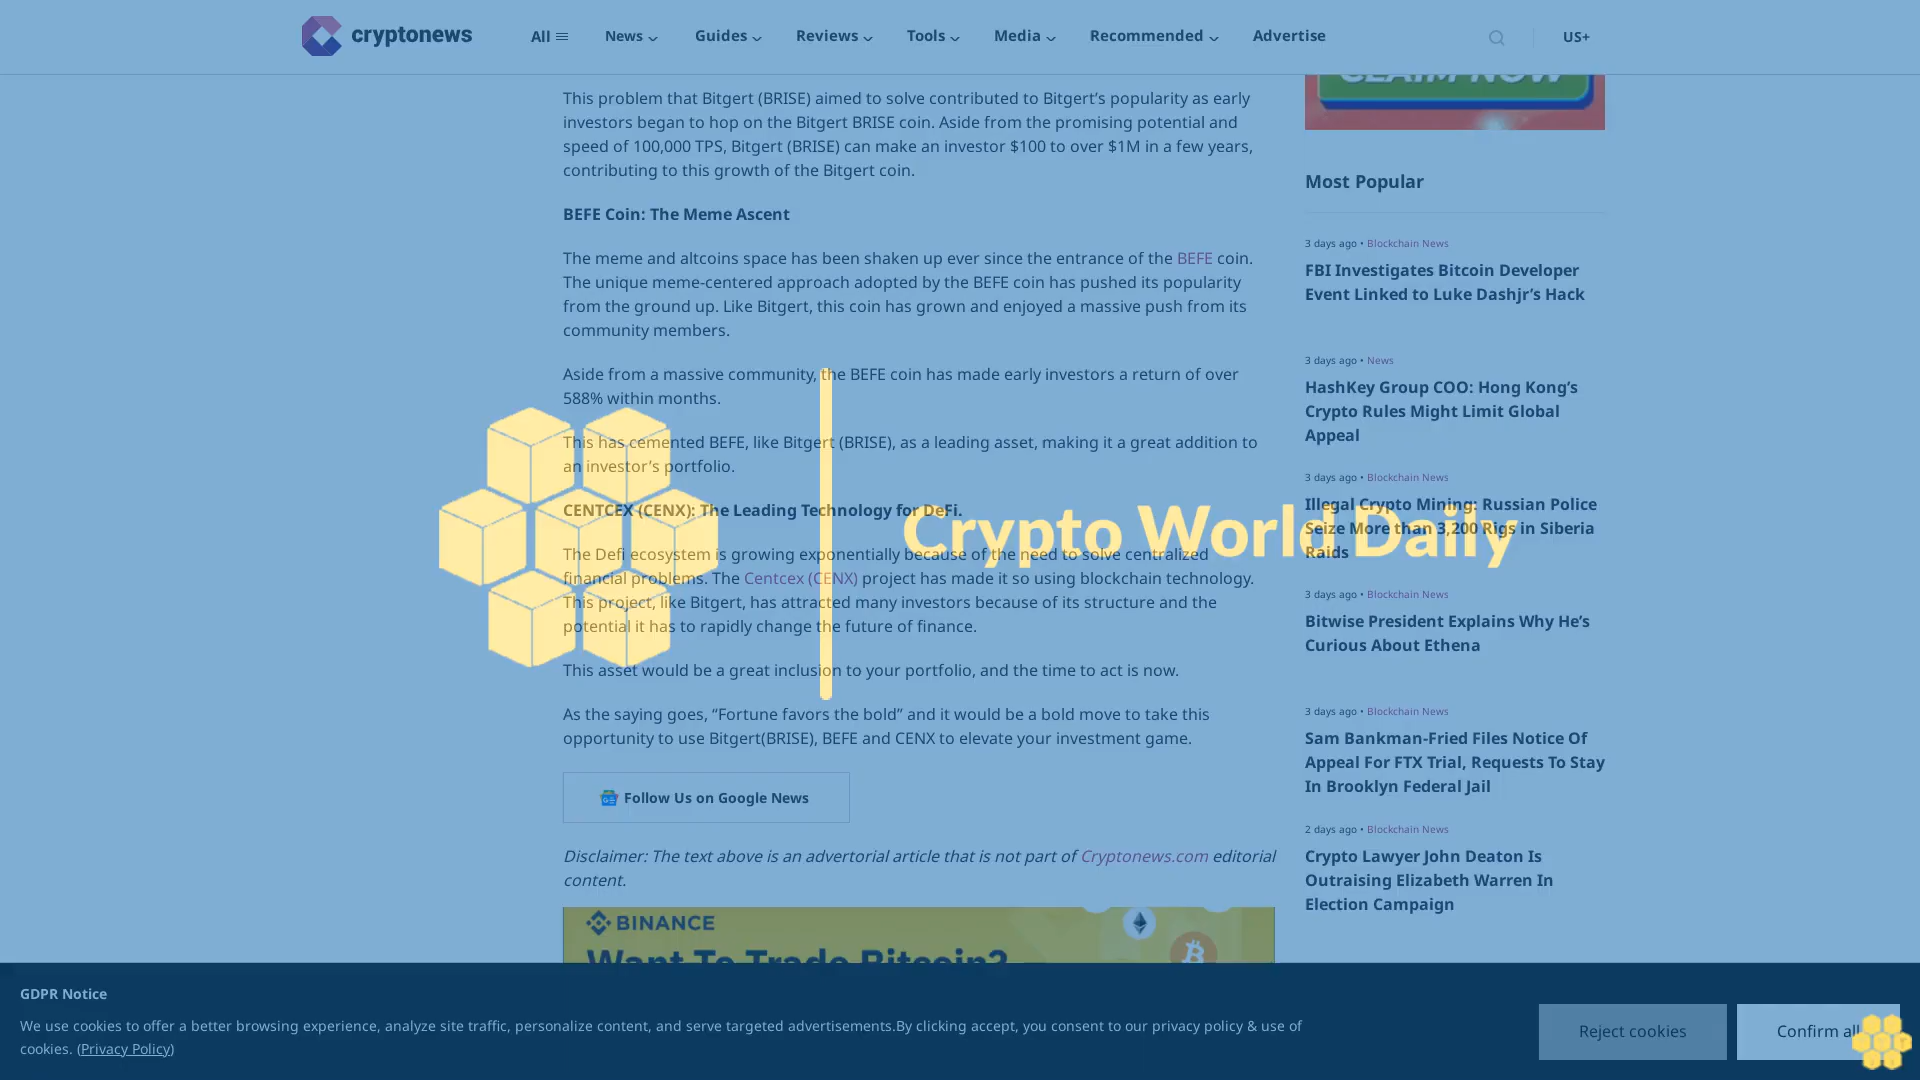 cryptonews
All
News
Guides
Reviews
Tools
Media
Recommended
Advertise
US+
This problem that Bitgert (BRISE) aimed to solve contributed to Bitgert’s popularity as early
investors began to hop on the Bitgert BRISE coin. Aside from the promising potential and
speed of 100,000 TPS, Bitgert (BRISE) can make an investor $100 to over $1M in a few years,
contributing to this growth of the Bitgert coin.
BEFE Coin: The Meme Ascent
The meme and altcoins space has been shaken up ever since the entrance of the BEFE coin.
The unique meme-centered approach adopted by the BEFE coin has pushed its popularity
from the ground up. Like Bitgert, this coin has grown and enjoyed a massive push from its
community members.
Aside from a massive community, the BEFE coin has made early investors a return of over
588% within months.
This has cemented BEFE, like Bitgert (BRISE), as a leading asset, making it a great addition to
an investor’s portfolio.
CENTCEX (CENX): The Leading Technology for DeFi.
The Defi ecosystem is growing exponentially because of the need to solve centralized
financial problems. The Centcex (CENX) project has made it so using blockchain technology.
This project, like Bitgert, has attracted many investors because of its structure and the
potential it has to rapidly change the future of finance.
This asset would be a great inclusion to your portfolio, and the time to act is now.
As the saying goes, “Fortune favors the bold” and it would be a bold move to take this
opportunity to use Bitgert(BRISE), BEFE and CENX to elevate your investment game.
Follow Us on Google News
Disclaimer: The text above is an advertorial article that is not part of Cryptonews.com editorial
content.
BINANCE
Want To Trade Bitcoin?
CLAIM NOW
Most Popular
3 days ago • Blockchain News
FBI Investigates Bitcoin Developer
Event Linked to Luke Dashjr’s Hack
3 days ago • News
HashKey Group COO: Hong Kong’s
Crypto Rules Might Limit Global
Appeal
3 days ago • Blockchain News
Illegal Crypto Mining: Russian Police
Seize More than 3,200 Rigs in Siberia
Raids
3 days ago • Blockchain News
Bitwise President Explains Why He’s
Curious About Ethena
3 days ago • Blockchain News
Sam Bankman-Fried Files Notice Of
Appeal For FTX Trial, Requests To Stay
In Brooklyn Federal Jail
2 days ago • Blockchain News
Crypto Lawyer John Deaton Is
Outraising Elizabeth Warren In
Election Campaign
Crypto World Daily
GDPR Notice
We use cookies to offer a better browsing experience, analyze site traffic, personalize content, and serve targeted advertisements.By clicking accept, you consent to our privacy policy & use of
cookies. (Privacy Policy)
Reject cookies
Confirm all